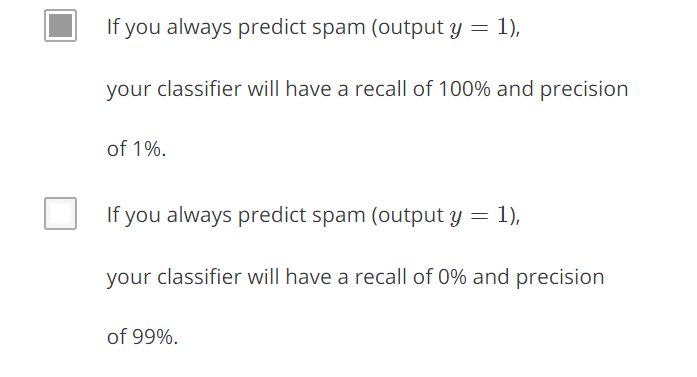 If you always predict spam (output y = 1),
your classifier will have a recall of 100% and precision
of 1%.
If you always predict spam (output y = 1),
your classifier will have a recall of 0% and precision
of 99%.